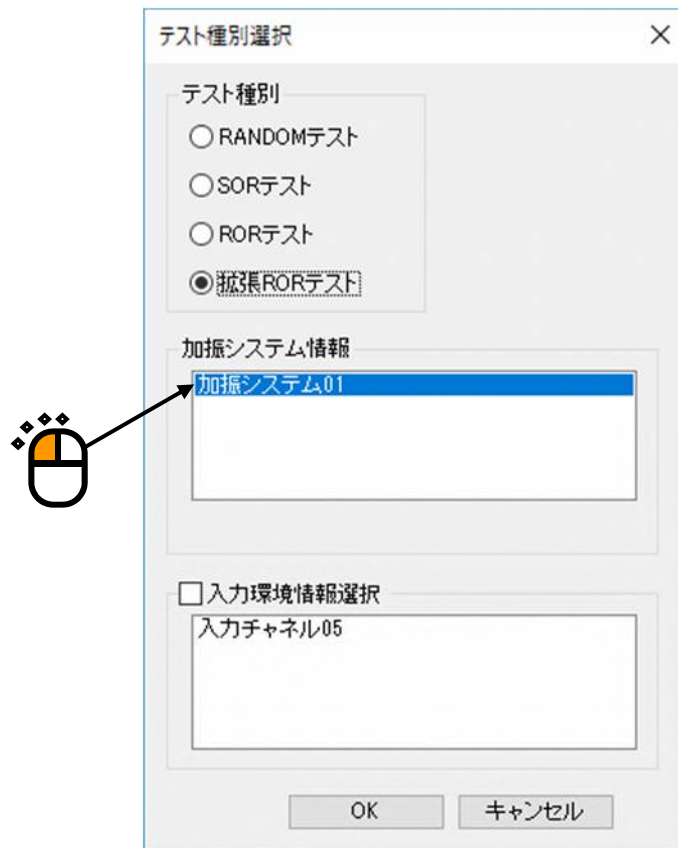 テスト種別選択
テスト種別
RANDOMテスト
SORテスト
RORテスト
拡張RORテスト
加振システム情報
加振システム01
入力環境情報選択
入力チャネル05
OK
キャンセル